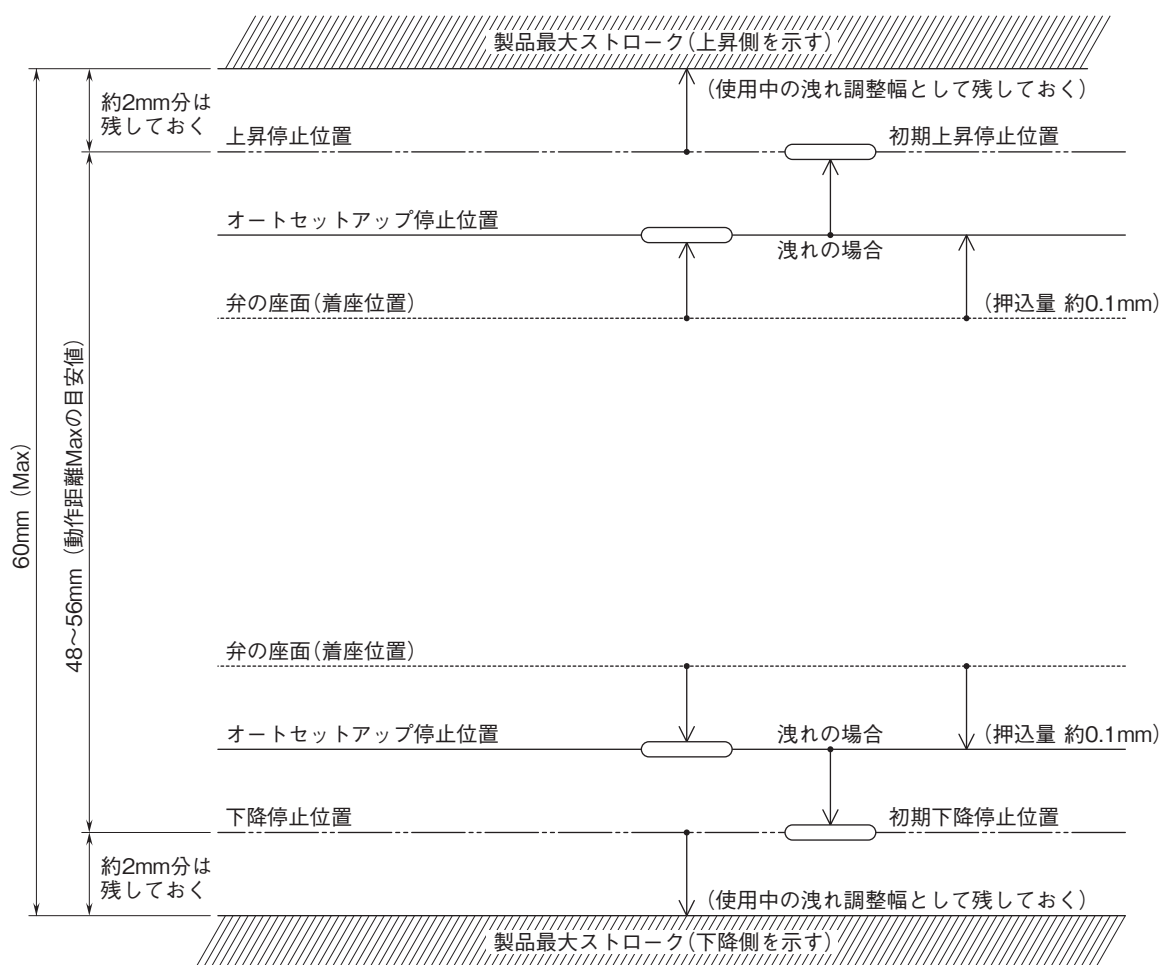 製品最大ストローク(上昇側を示す)
(使用中の洩れ調整幅として残しておく)
約2mm分は
残しておく
上昇停止位置
初期上昇停止位置
オートセットアップ停止位置
洩れの場合
弁の座面(着座位置)
(押込量 約0.1mm)
60mm (Max)
48〜56mm (動作距離Maxの目安値)
弁の座面(着座位置)
オートセットアップ停止位置
洩れの場合
(押込量 約0.1mm)
下降停止位置
初期下降停止位置
約2mm分は
残しておく
(使用中の洩れ調整幅として残しておく)
製品最大ストローク(下降側を示す)